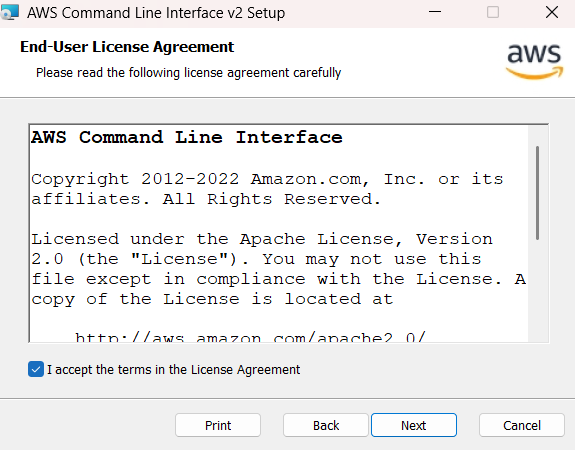 AWS Command Line Interface v2 Setup
End-User License Agreement
Please read the following license agreement carefully
aws
AWS Command Line Interface
Copyright 2012-2022 Amazon.com, Inc. or its
affiliates. All Rights Reserved.
Licensed under the Apache License, Version
2.0 (the "License"). You may not use this
file except in compliance with the License. A
copy of the License is located at
http://aws.amazon.com/apache2.0/
I accept the terms in the License Agreement
Print
Back
Next
Cancel